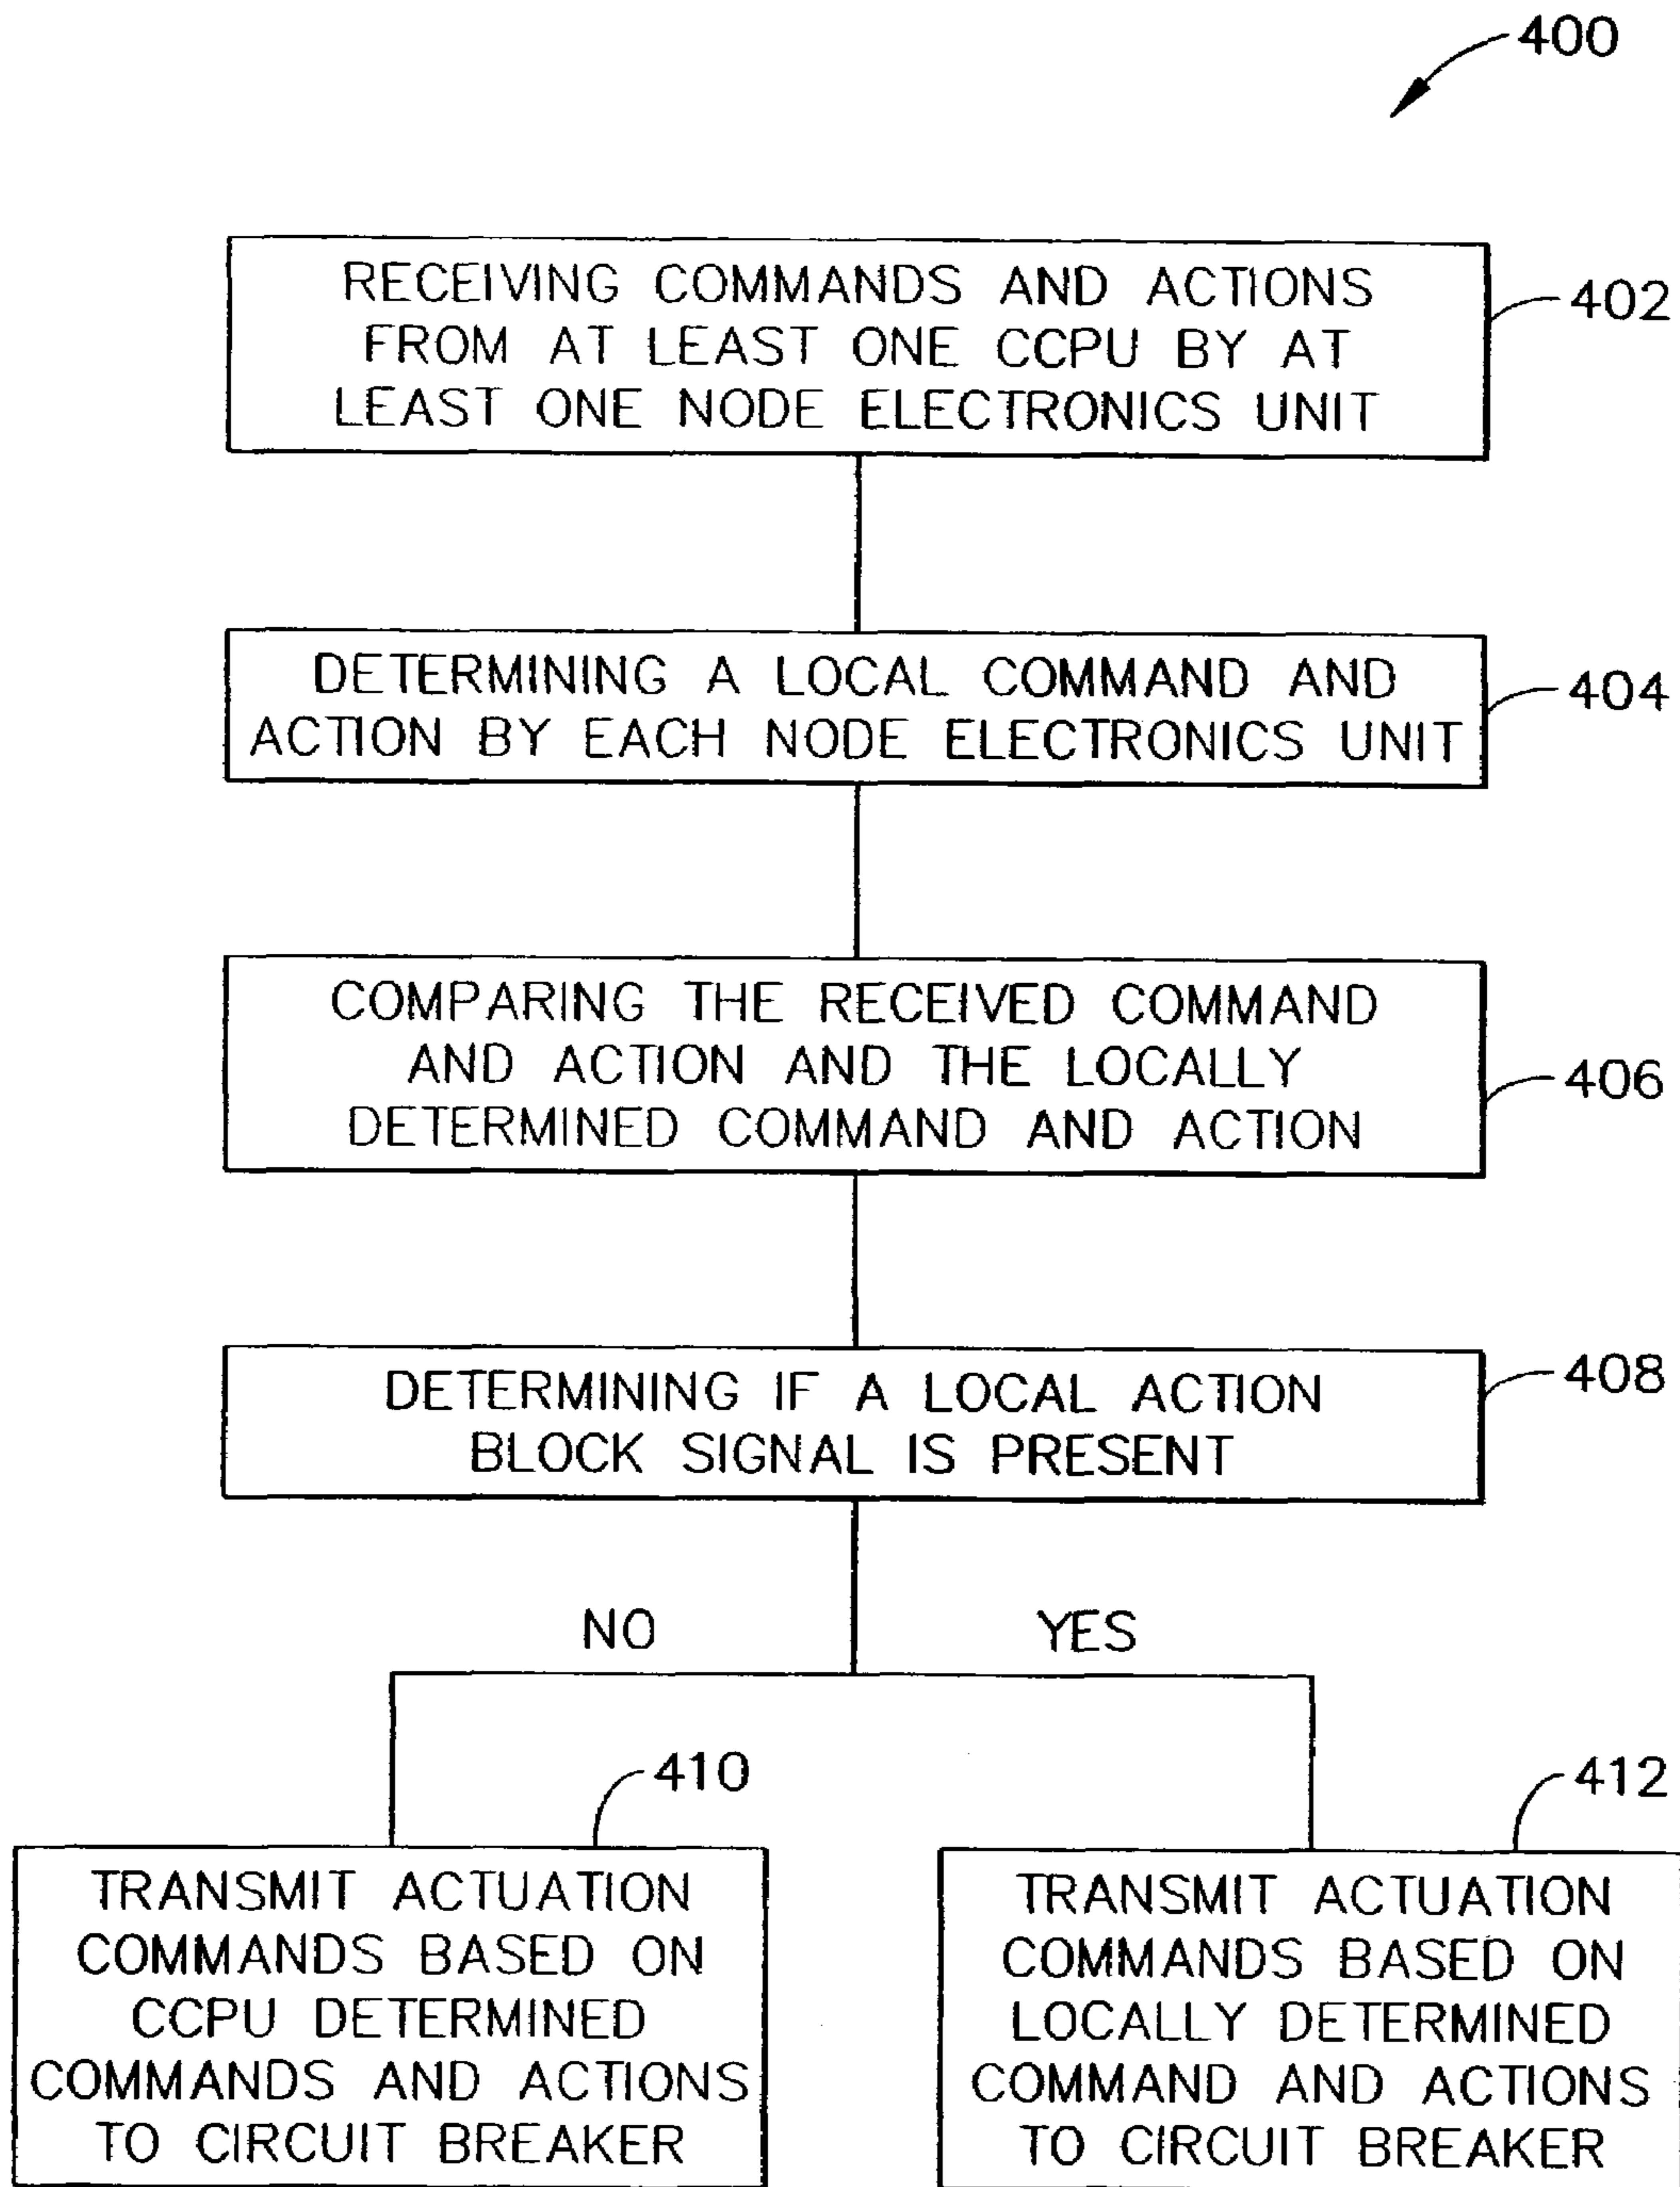 400
RECEIVING COMMANDS AND ACTIONS
FROM AT LEAST ONE CCPU BY AT
LEAST ONE NODE ELECTRONICS UNIT
402
DETERMINING A LOCAL COMMAND AND
ACTION BY EACH NODE ELECTRONICS UNIT
404
COMPARING THE RECEIVED COMMAND
AND ACTION AND THE LOCALLY
DETERMINED COMMAND AND ACTION
406
DETERMINING IF A LOCAL ACTION
BLOCK SIGNAL IS PRESENT
408
NO
YES
410
TRANSMIT ACTUATION
COMMANDS BASED ON
CCPU DETERMINED
COMMANDS AND ACTIONS
TO CIRCUIT BREAKER
412
TRANSMIT ACTUATION
COMMANDS BASED ON
LOCALLY DETERMINED
COMMAND AND ACTIONS
TO CIRCUIT BREAKER